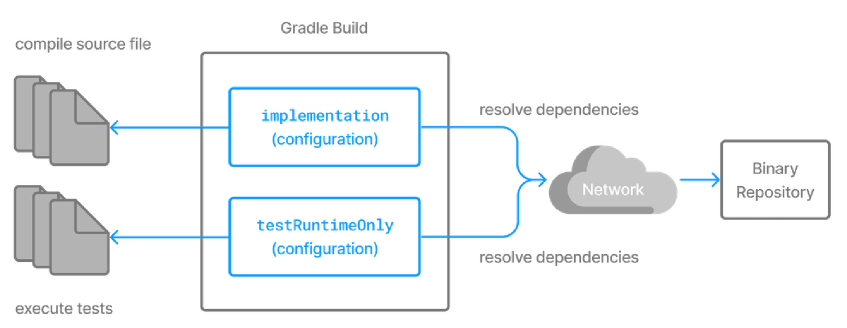 Gradle Build
compile source file
implementation
(configuration)
resolve dependencies
Network
Binary
Repository
testRuntimeOnly
(configuration)
resolve dependencies
execute tests